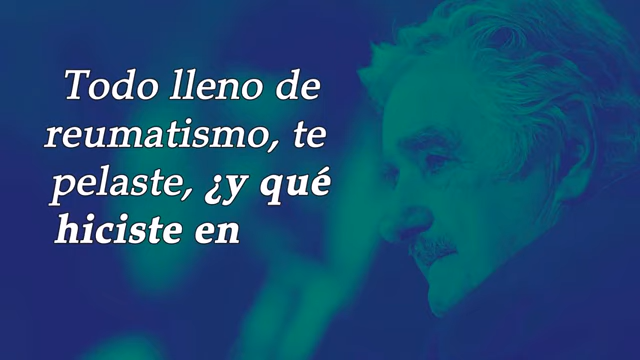 Todo lleno de
reumatismo, te
pelaste, ¿y qué
hiciste en